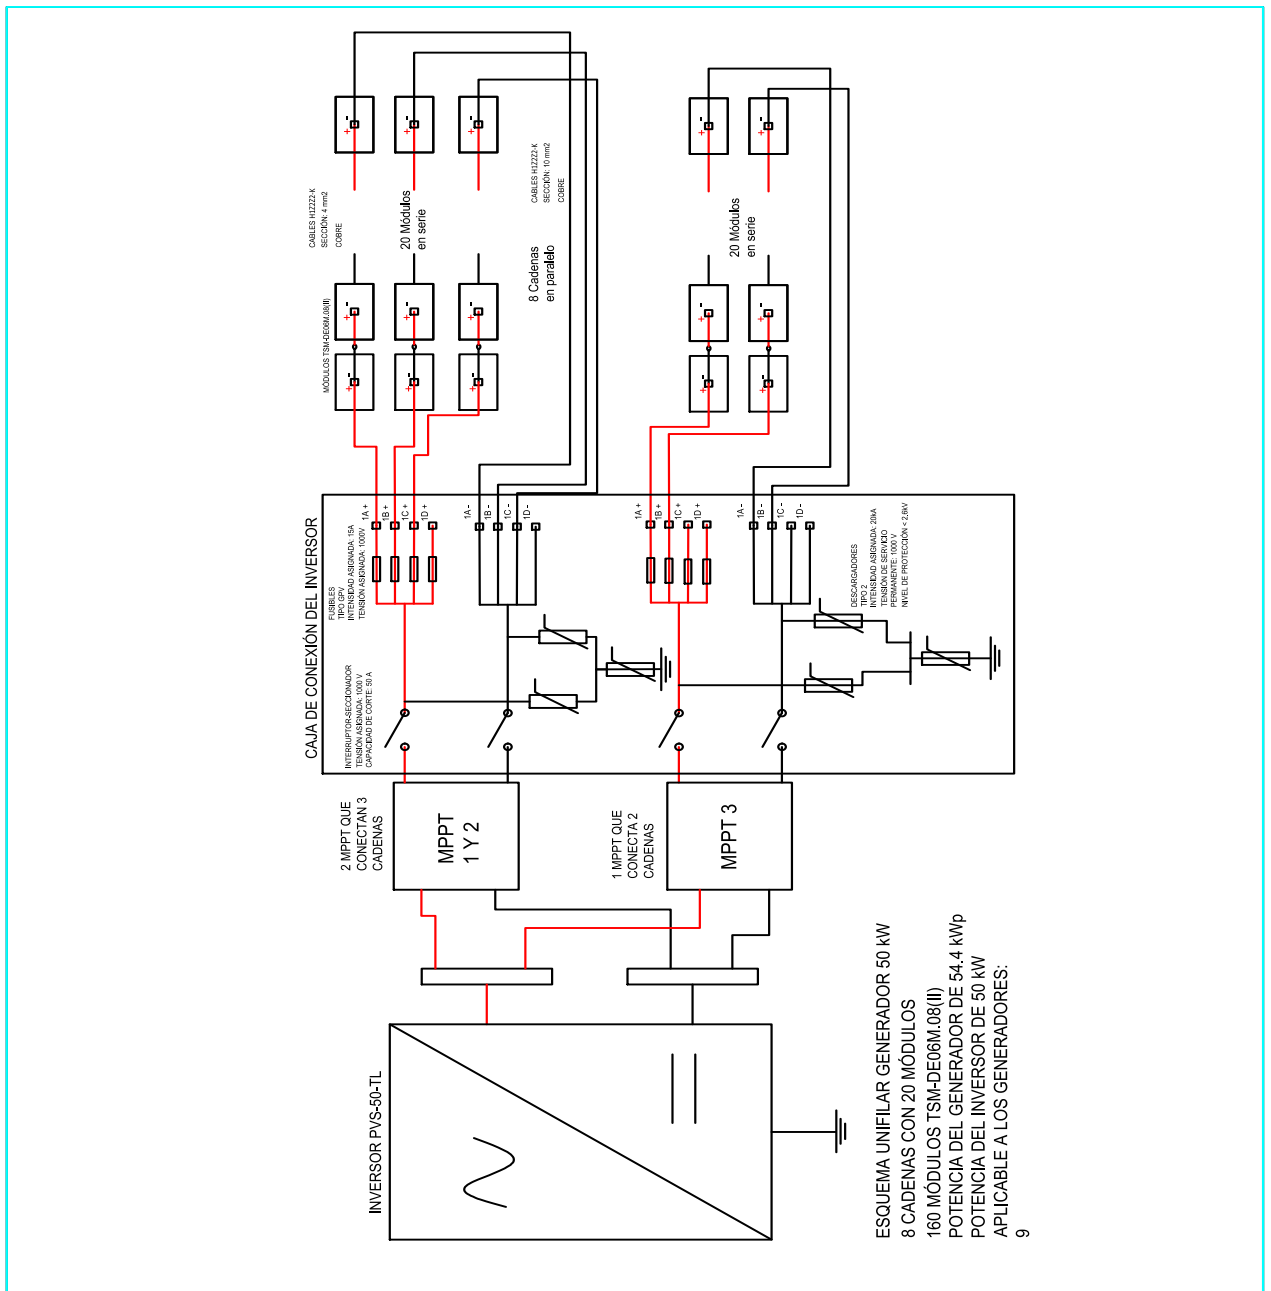 CABLES H1Z2Z2-K
SECCIÓN: 4 mm2
COBRE
20 Módulos
en serie
CABLES H1Z2Z2-K
SECCIÓN: 10 mm2
COBRE
8 Cadenas
en paralelo
20 Módulos
en serie
MÓDULOS TSM-DE06M.08(II)
CAJA DE CONEXIÓN DEL INVERSOR
FUSIBLES
TIPO GPV
INTENSIDAD ASIGNADA: 15A
TENSIÓN ASIGNADA: 1000V
1A +
1B +
1C +
1D +
1A -
1B -
1C -
1D -
1A +
1B +
1C +
1D +
1A -
1B -
1C -
1D -
DESCARGADORES
TIPO 2
INTENSIDAD ASIGNADA: 20kA
TENSIÓN DE SERVICIO
PERMANENTE: 1000 V
NIVEL DE PROTECCIÓN < 2,6kV
INTERRUPTOR-SECCIONADOR
TENSIÓN ASIGNADA: 1000 V
CAPACIDAD DE CORTE: 50 A
2 MPPT QUE
CONECTAN 3
CADENAS
MPPT
1 Y 2
1 MPPT QUE
CONECTA 2
CADENAS
MPPT 3
INVERSOR PVS-50-TL
ESQUEMA UNIFILAR GENERADOR 50 kW
8 CADENAS CON 20 MÓDULOS
160 MÓDULOS TSM-DE06M.08(II)
POTENCIA DEL GENERADOR DE 54.4 kWp
POTENCIA DEL INVERSOR DE 50 kW
APLICABLE A LOS GENERADORES:
9